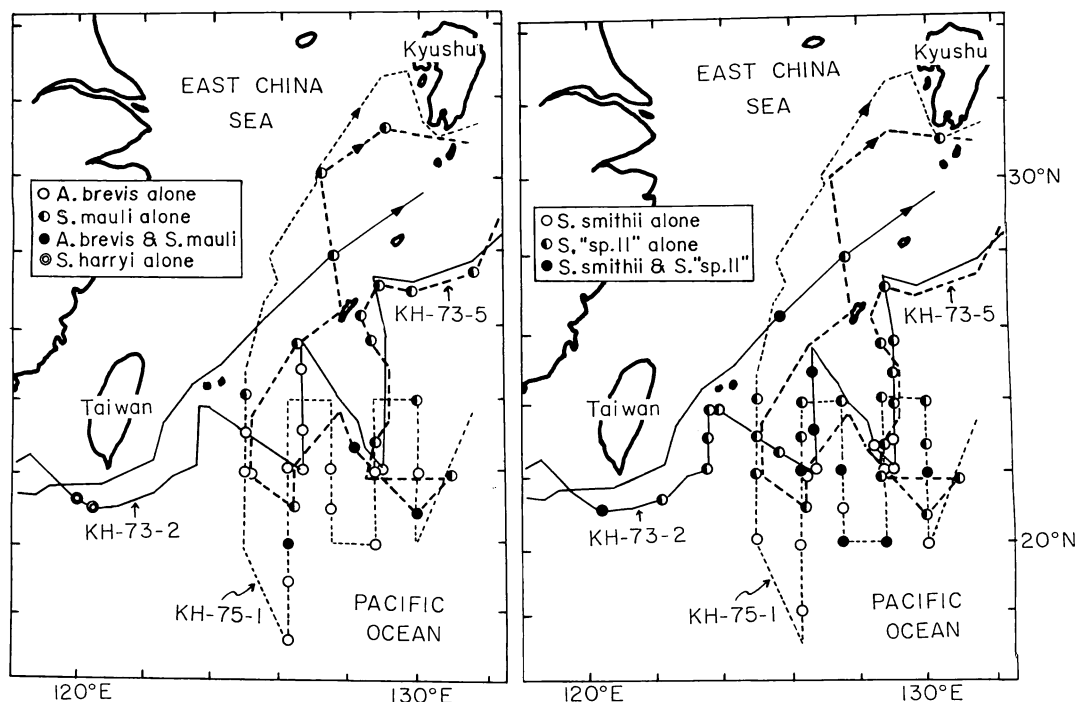 Kyushu
EAST CHINA
SEA
A. brevis alone
S. mauli alone
A. brevis & S. mauli
S. harryi alone
KH-73-5
Taiwan
KH-73-2
KH-75-1
PACIFIC
OCEAN
120°E
130°E
Kyushu
EAST CHINA
SEA
30°N
S. smithii alone
S. "sp. II" alone
S. smithii & S. "sp. II"
KH-73-5
Taiwan
KH-73-2
20°N
KH-75-1
PACIFIC
OCEAN
120°E
130°E